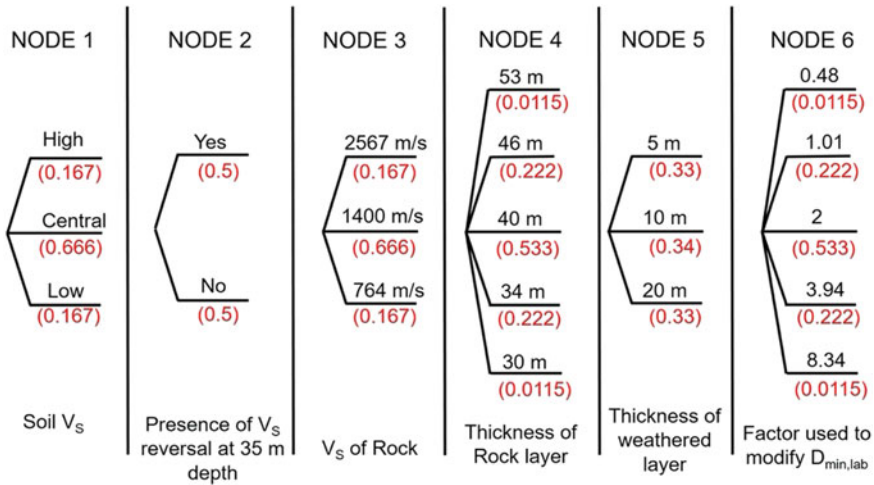 NODE 1
High
(0.167)
Central
(0.666)
Low
(0.167)
Soil VS
NODE 2
Yes
(0.5)
No
(0.5)
Presence of VS
reversal at 35 m
depth
NODE 3
2567 m/s
(0.167)
1400 m/s
(0.666)
764 m/s
(0.167)
VS of Rock
NODE 4
53 m
(0.0115)
46 m
(0.222)
40 m
(0.533)
34 m
(0.222)
30 m
(0.0115)
Thickness of
Rock layer
NODE 5
5 m
(0.33)
10 m
(0.34)
20 m
(0.33)
Thickness of
weathered
layer
NODE 6
0.48
(0.0115)
1.01
(0.222)
2
(0.533)
3.94
(0.222)
8.34
(0.0115)
Factor used to
modify Dmin,lab